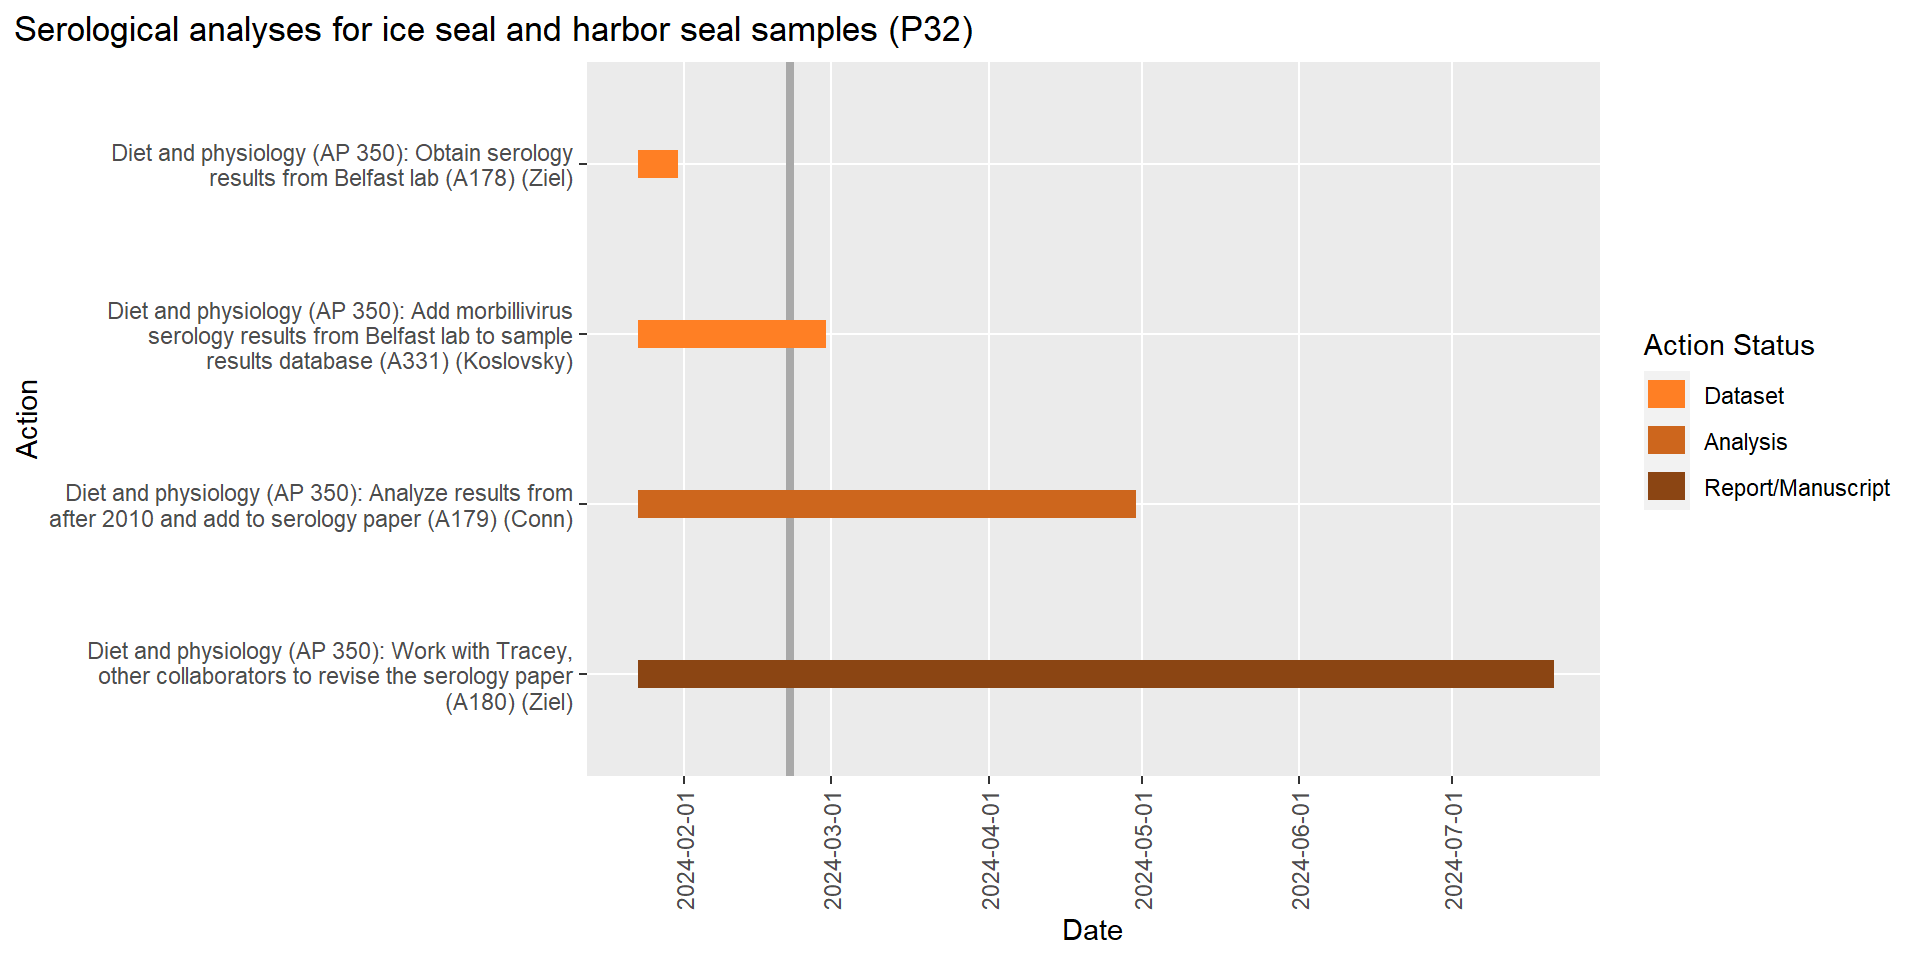 Serological analyses for ice seal and harbor seal samples (P32)
Action
Diet and physiology (AP 350): Obtain serology
results from Belfast lab (A178) (Ziel)
Diet and physiology (AP 350): Add morbillivirus
serology results from Belfast lab to sample
results database (A331) (Koslovsky)
Diet and physiology (AP 350): Analyze results from
after 2010 and add to serology paper (A179) (Conn)
Diet and physiology (AP 350): Work with Tracey,
other collaborators to revise the serology paper
(A180) (Ziel)
2024-02-01
2024-03-01
2024-04-01
2024-05-01
2024-06-01
2024-07-01
Date
Action Status
Dataset
Analysis
Report/Manuscript